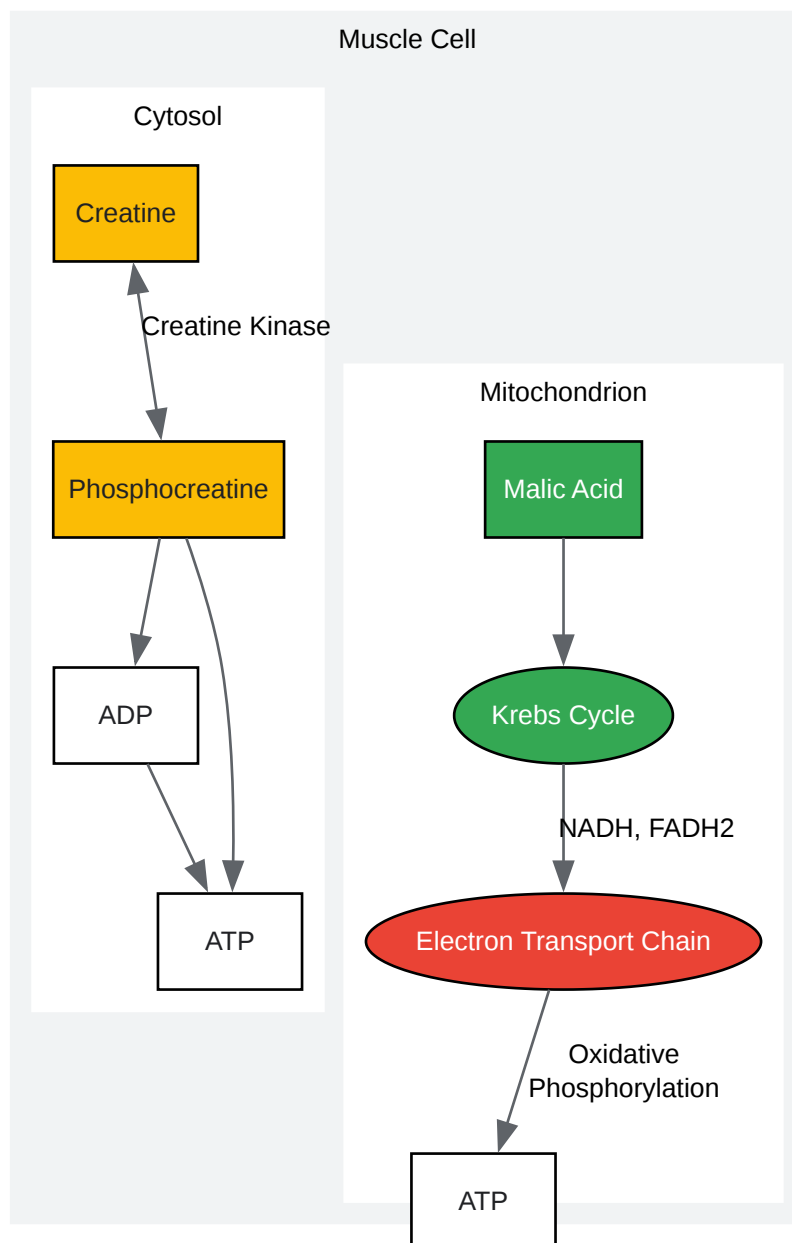 Muscle Cell
Cytosol
Creatine
Creatine Kinase
Phosphocreatine
ADP
ATP
Mitochondrion
Malic Acid
Krebs Cycle
NADH, FADH2
Electron Transport Chain
Oxidative
Phosphorylation
ATP